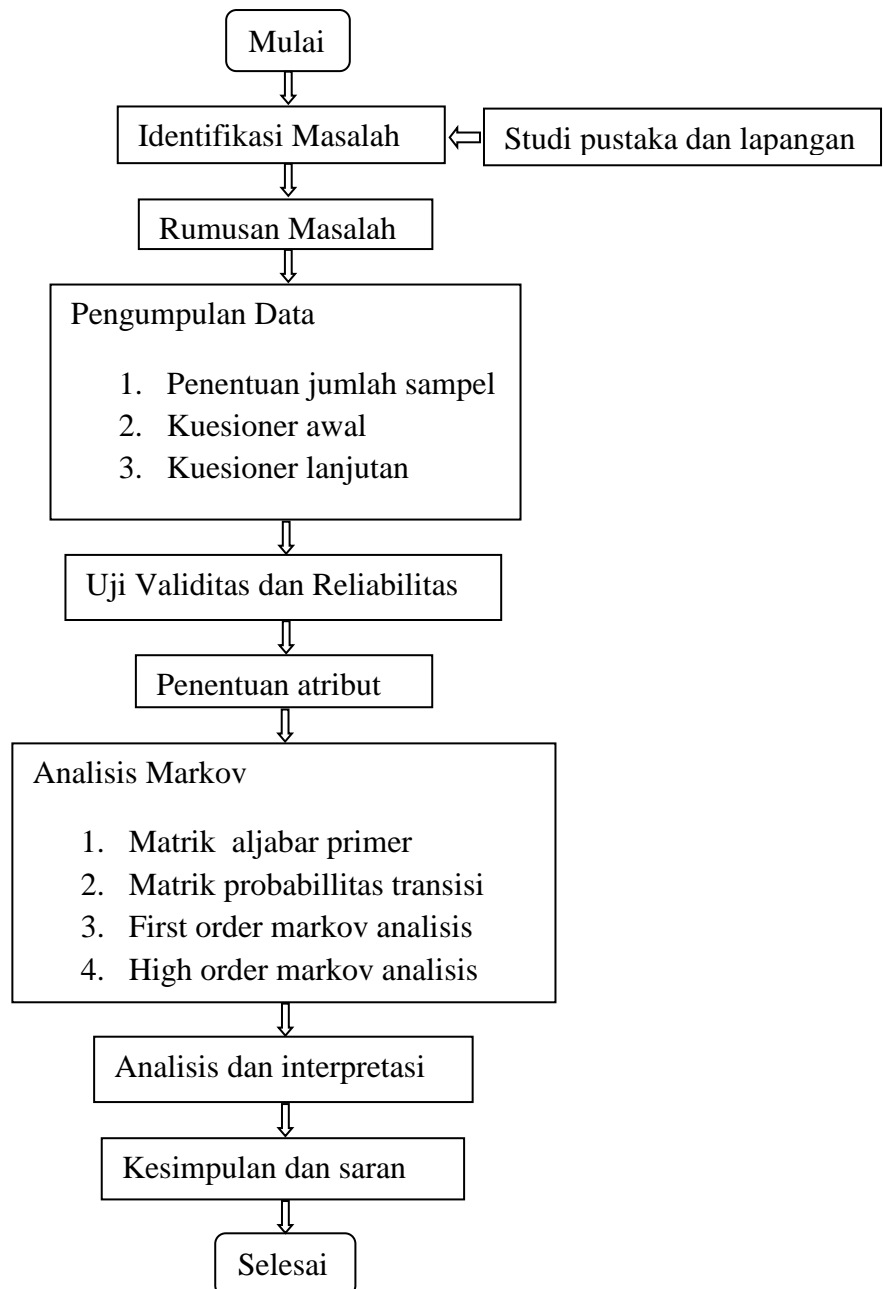 Mulai
Identifikasi Masalah
Studi pustaka dan lapangan
Rumusan Masalah
Pengumpulan Data
1. Penentuan jumlah sampel
2. Kuesioner awal
3. Kuesioner lanjutan
Uji Validitas dan Reliabilitas
Penentuan atribut
Analisis Markov
1. Matrik aljabar primer
2. Matrik probabillitas transisi
3. First order markov analisis
4. High order markov analisis
Analisis dan interpretasi
Kesimpulan dan saran
Selesai